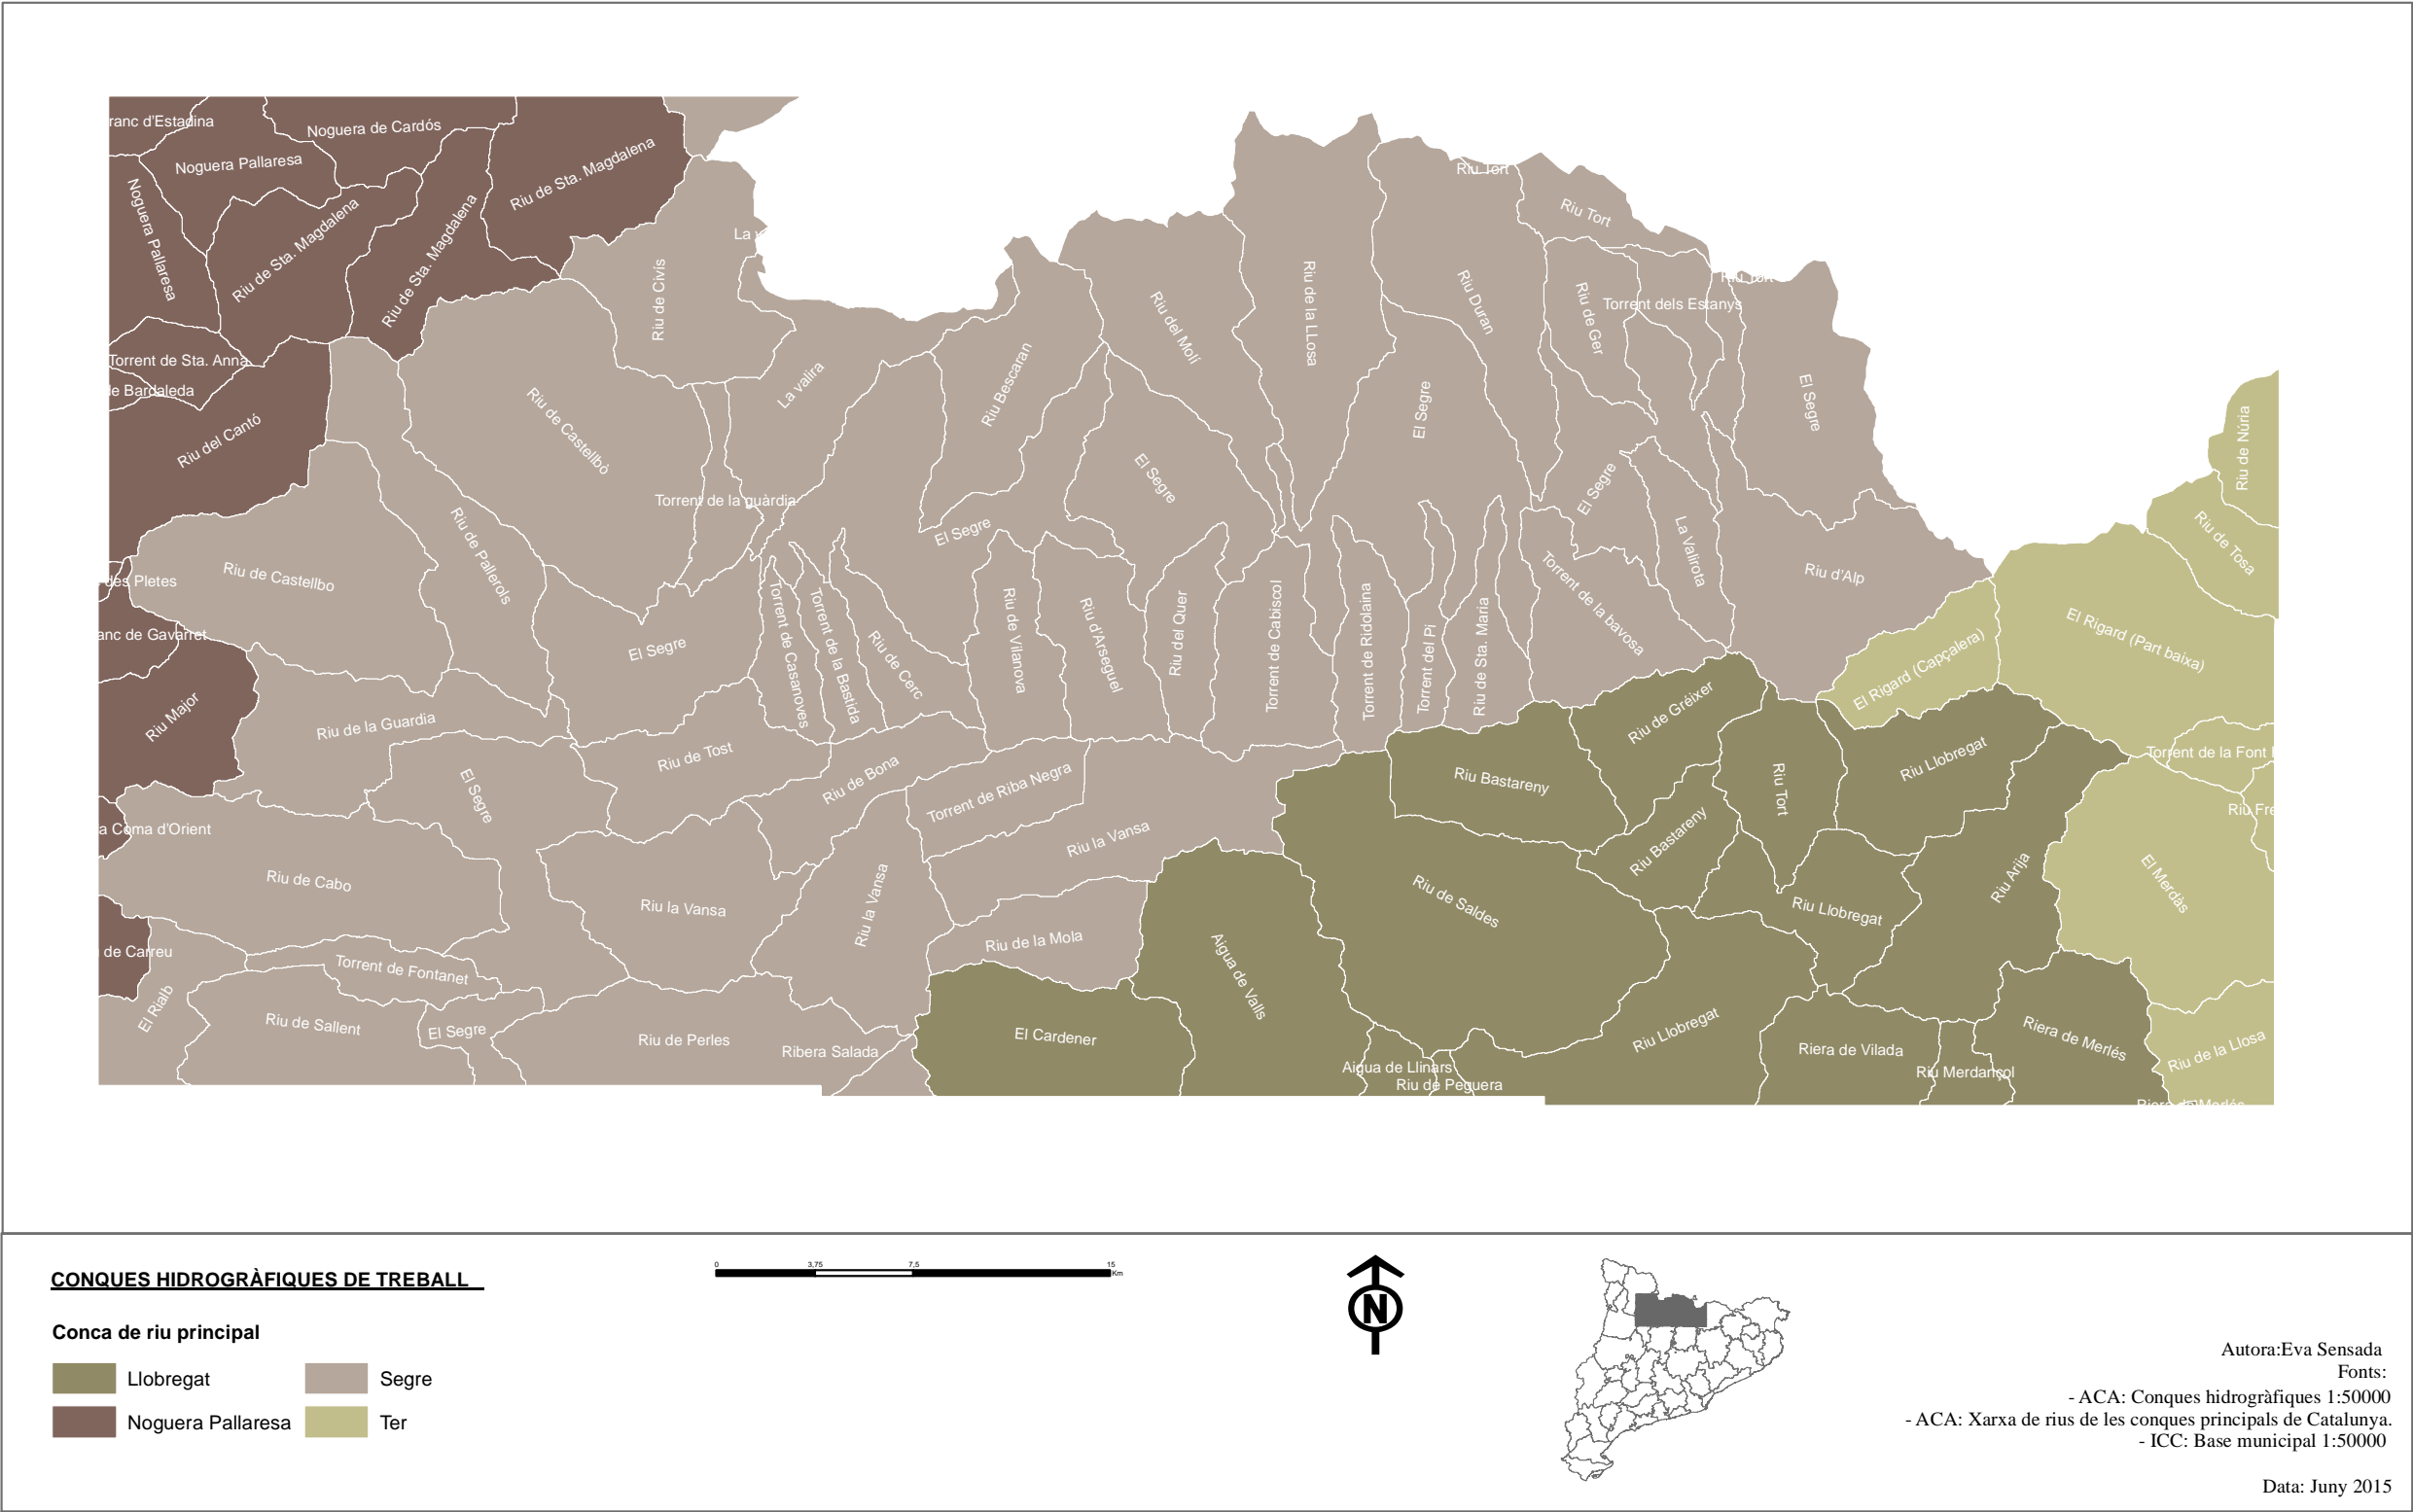 ranc d'Estadina
Noguera de Cardós
Noguera Pallaresa
Riu de Sta. Magdalena
Riu Tort
Noguera Pallaresa
Riu de Sta. Magdalena
Riu de Sta. Magdalena
Riu Tort
La
Riu de Civís
Riu del Molí
Riu de la LLosa
Riu Duran
Riu de Ger
Torrent dels Estanys
Riu Tort
Torrent de Sta. Anna
le Bardaleda
Riu del Cantó
Riu de Castellbò
La valira
Riu Bescaran
El Segre
El Segre
El Segre
Riu de Núria
Torrent de la guàrdia
El Segre
El Segre
Riu de Tosa
Riu de Pallerols
La Valirota
des Pletes
Riu de Castellbo
Riu d'Alp
anc de Gavarret
El Segre
Torrent de Casanoves
Torrent de la Bastida
Riu de Cerc
Riu de Vilanova
Riu d'Arseguel
Riu del Quer
Torrent de Cabiscol
Torrent de Ridolaina
Torrent del Pi
Riu de Sta. Maria
Torrent de la bavosa
El Rigard (Capçalera)
El Rigard (Part baixa)
Riu Major
Riu de la Guardia
Riu de Tost
Riu de Gréixer
Torrent de la Font
El Segre
Riu de Bona
Torrent de Riba Negra
Riu Bastareny
Riu Tort
Riu Llobregat
Riu Fre
a Coma d'Orient
Riu la Vansa
Riu Bastareny
Riu de Cabo
Riu la Vansa
Riu la Vansa
Riu de Saldes
Riu Llobregat
Riu Arija
El Merdàs
de Carreu
Torrent de Fontanet
Riu de la Mola
Aigua de Valls
El Rialb
Riu de Sallent
El Segre
Riu de Perles
Ribera Salada
El Cardener
Riu Llobregat
Riera de Vilada
Riera de Merlés
Riu de la Llosa
Aigua de Llinars
Riu de Peguera
Riu Merdançol
Riera de Merlés
CONQUES HIDROGRÀFIQUES DE TREBALL
0 3,75 7,5 15
Km
N
Conca de riu principal
Llobregat
Segre
Noguera Pallaresa
Ter
Autora:Eva Sensada
Fonts:
- ACA: Conques hidrogràfiques 1:50000
- ACA: Xarxa de rius de les conques principals de Catalunya.
- ICC: Base municipal 1:50000
Data: Juny 2015